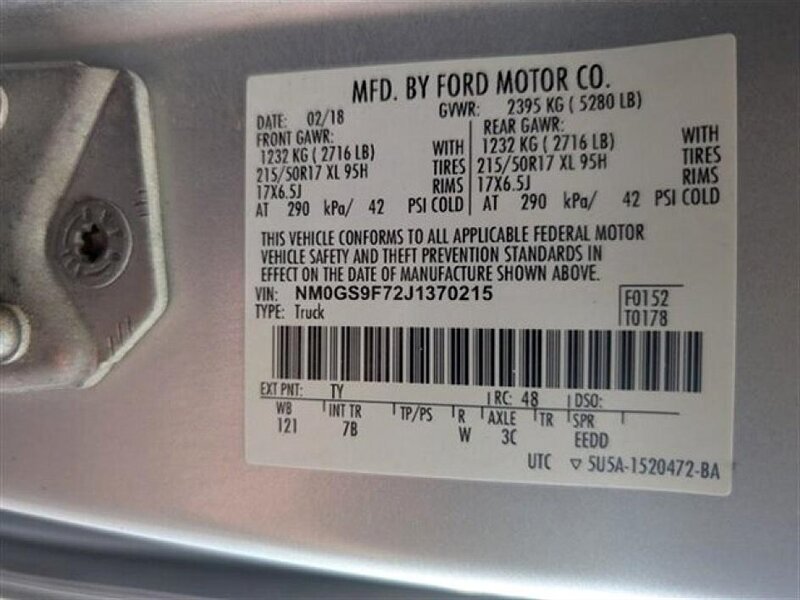 MFD. BY FORD MOTOR CO.
DATE: 02/18 GVWR: 2395 KG ( 5280 LB)
FRONT GAWR: REAR GAWR:
1232 KG ( 2716 LB) WITH 1232 KG ( 2716 LB) WITH
215/50R17 XL 95H TIRES 215/50R17 XL 95H TIRES
17X6.5J RIMS 17X6.5J RIMS
AT 290 kPa/ 42 PSI COLD AT 290 kPa/ 42 PSI COLD
THIS VEHICLE CONFORMS TO ALL APPLICABLE FEDERAL MOTOR
VEHICLE SAFETY AND THEFT PREVENTION STANDARDS IN
EFFECT ON THE DATE OF MANUFACTURE SHOWN ABOVE.
VIN: NM0GS9F72J1370215 F0152
TYPE: Truck T0178
EXT PNT: TY RC: 48 DSO:
WB INT TR TP/PS R AXLE TR SPR
121 7B W 3C EEDD
UTC ▽ 5U5A-1520472-BA